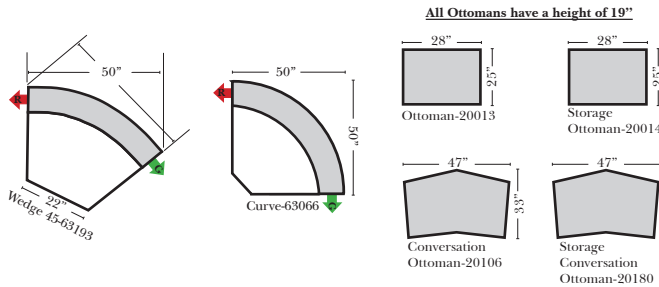 All Ottomans have a height of 19”
50”
R
G
22”
Wedge 45-63193
50”
50”
R
G
Curve-63066
28”
25”
Ottoman-20013
28”
25”
Storage
Ottoman-20014
47”
33”
Conversation
Ottoman-20106
47”
Storage
Conversation
Ottoman-20180